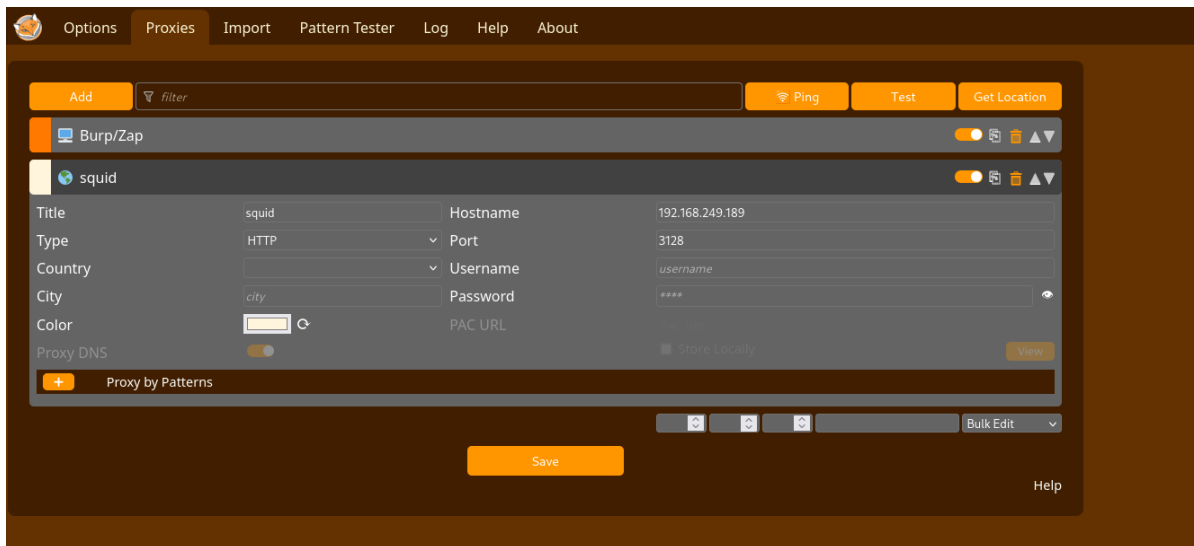 Options Proxies Import Pattern Tester Log Help About
Add filter Ping Test Get Location
Burp/Zap
squid
Title squid Hostname 192.168.249.189
Type HTTP Port 3128
Country Username username
City city Password ****
Color PAC URL
Proxy DNS Store Locally View
+ Proxy by Patterns
Bulk Edit
Save
Help